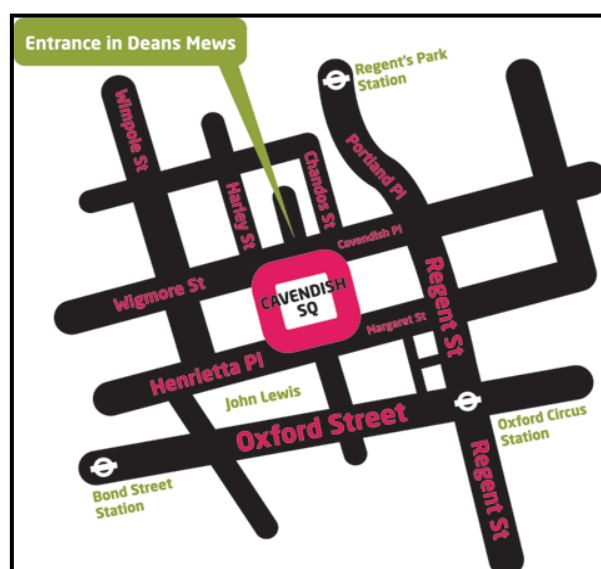 Entrance in Deans Mews
Regent's Park
Station
Wimpole St
Harley St
Chandos St
Portland Pl
Cavendish Pl
Wigmore St
CAVENDISH
SQ
Regent St
Margaret St
Henrietta Pl
John Lewis
Oxford Street
Oxford Circus
Station
Bond Street
Station
Regent St